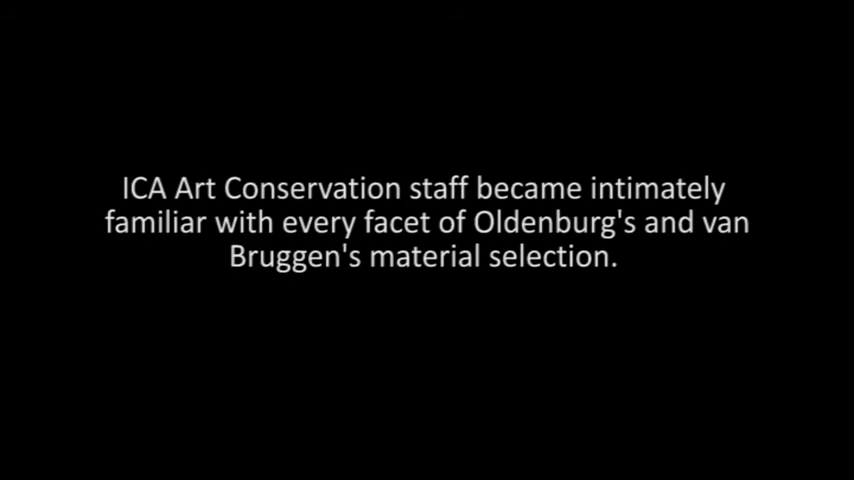 ICA Art Conservation staff became intimately
familiar with every facet of Oldenburg's and van
Bruggen's material selection.